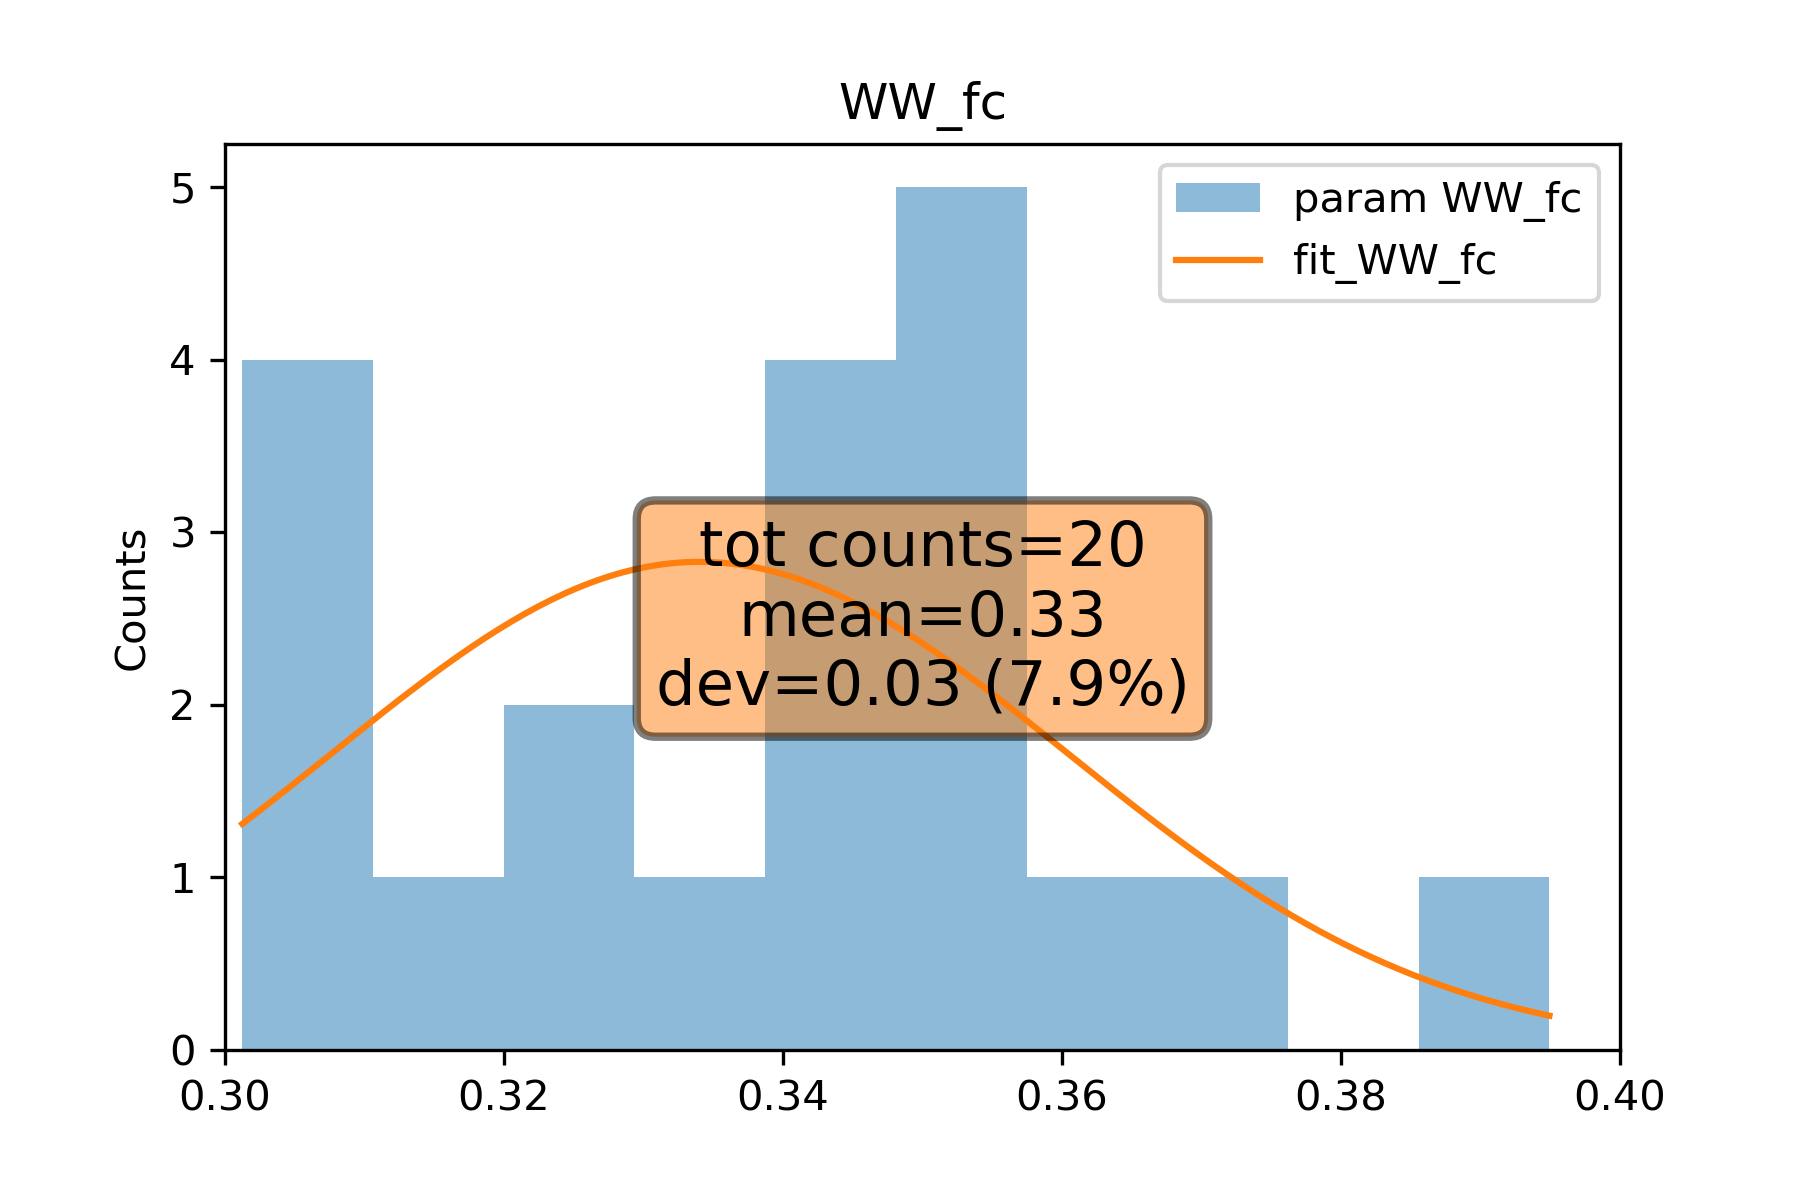 WW_fc
param WW_fc
fit_WW_fc
Counts
5
4
3
2
1
0
tot counts=20
mean=0.33
dev=0.03 (7.9%)
0.30 0.32 0.34 0.36 0.38 0.40